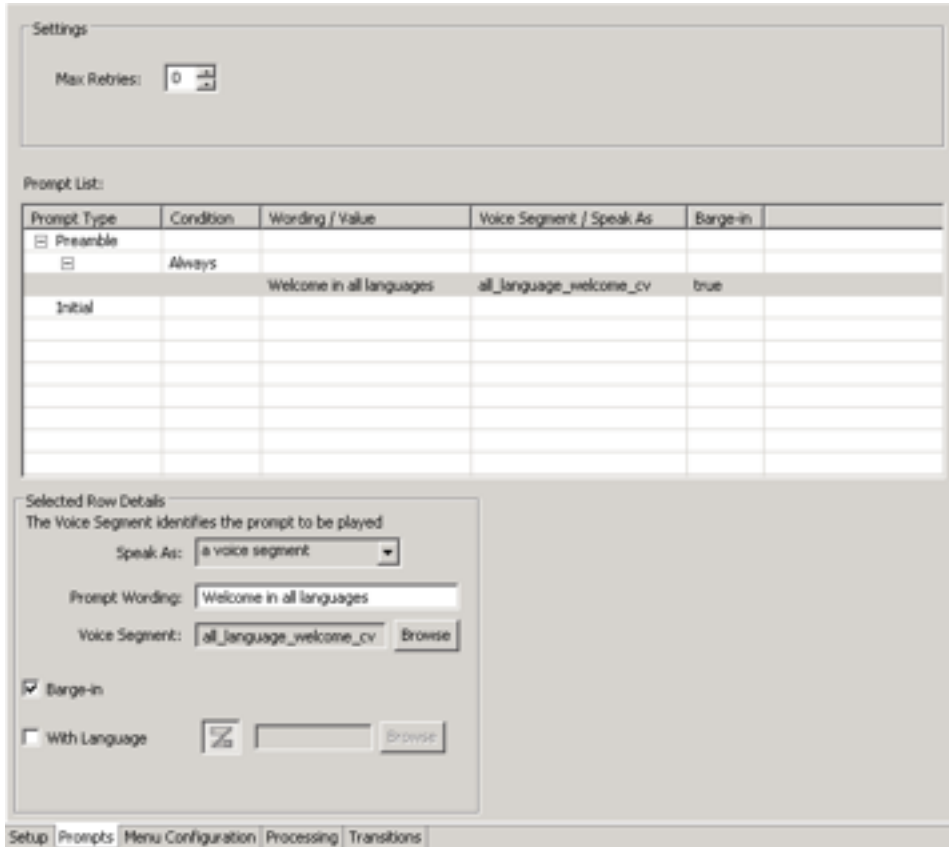 Settings
Max Retries: 0
Prompt List:
Prompt Type Condition Wording / Value Voice Segment / Speak As Barge-in
Preamble
Always
Welcome in all languages all_language_welcome_cv true
Initial
Selected Row Details
The Voice Segment identifies the prompt to be played
Speak As: a voice segment
Prompt Wording: Welcome in all languages
Voice Segment: all_language_welcome_cv Browse
Barge-in
With Language Browse
Setup Prompts Menu Configuration Processing Transitions